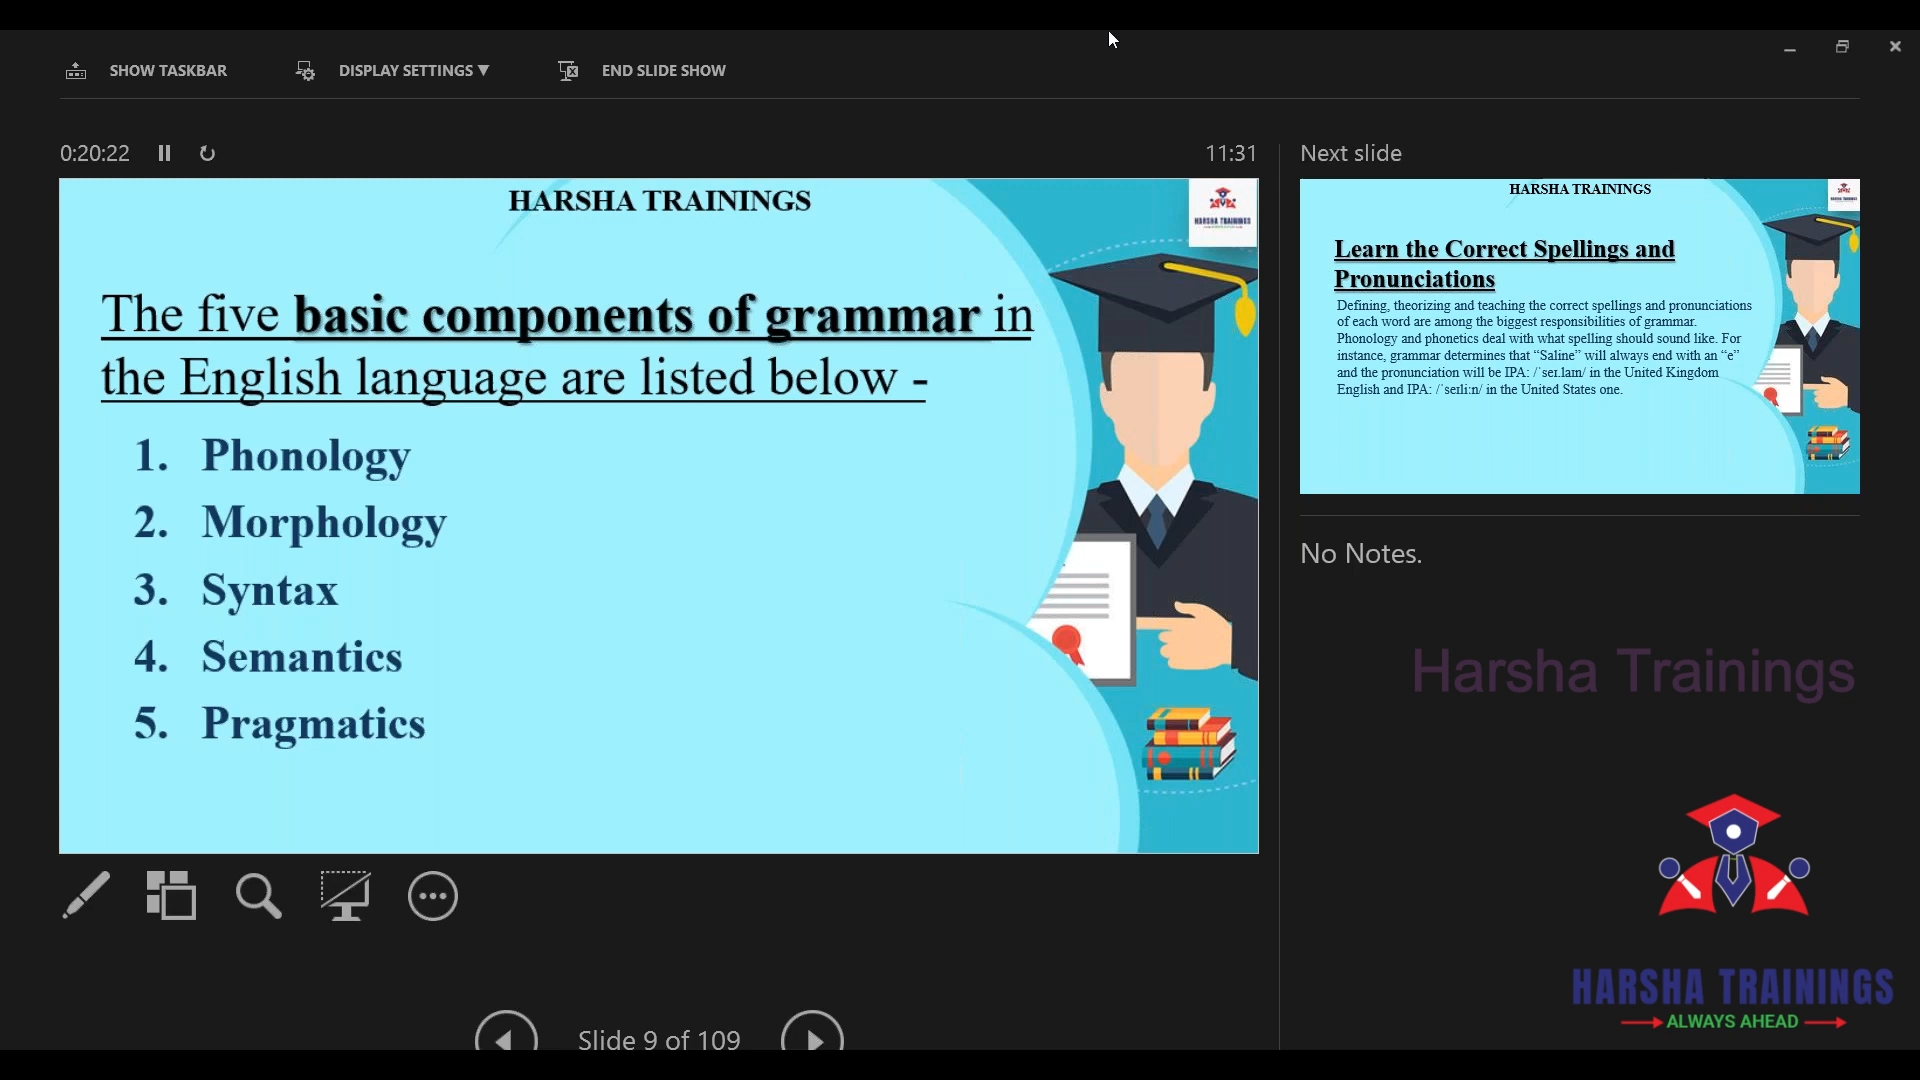 SHOW TASKBAR
DISPLAY SETTINGS ▼
END SLIDE SHOW
0:20:22
11:31
HARSHA TRAININGS
HARSHA TRAININGS
The five basic components of grammar in
the English language are listed below -
1. Phonology
2. Morphology
3. Syntax
4. Semantics
5. Pragmatics
Slide 9 of 109
Next slide
HARSHA TRAININGS
Learn the Correct Spellings and
Pronunciations
Defining, theorizing and teaching the correct spellings and pronunciations
of each word are among the biggest responsibilities of grammar.
Phonology and phonetics deal with what spelling should sound like. For
instance, grammar determines that “Saline” will always end with an “e”
and the pronunciation will be IPA: /ˈseɪ.laɪn/ in the United Kingdom
English and IPA: /ˈseɪliːn/ in the United States one.
No Notes.
Harsha Trainings
HARSHA TRAININGS
ALWAYS AHEAD